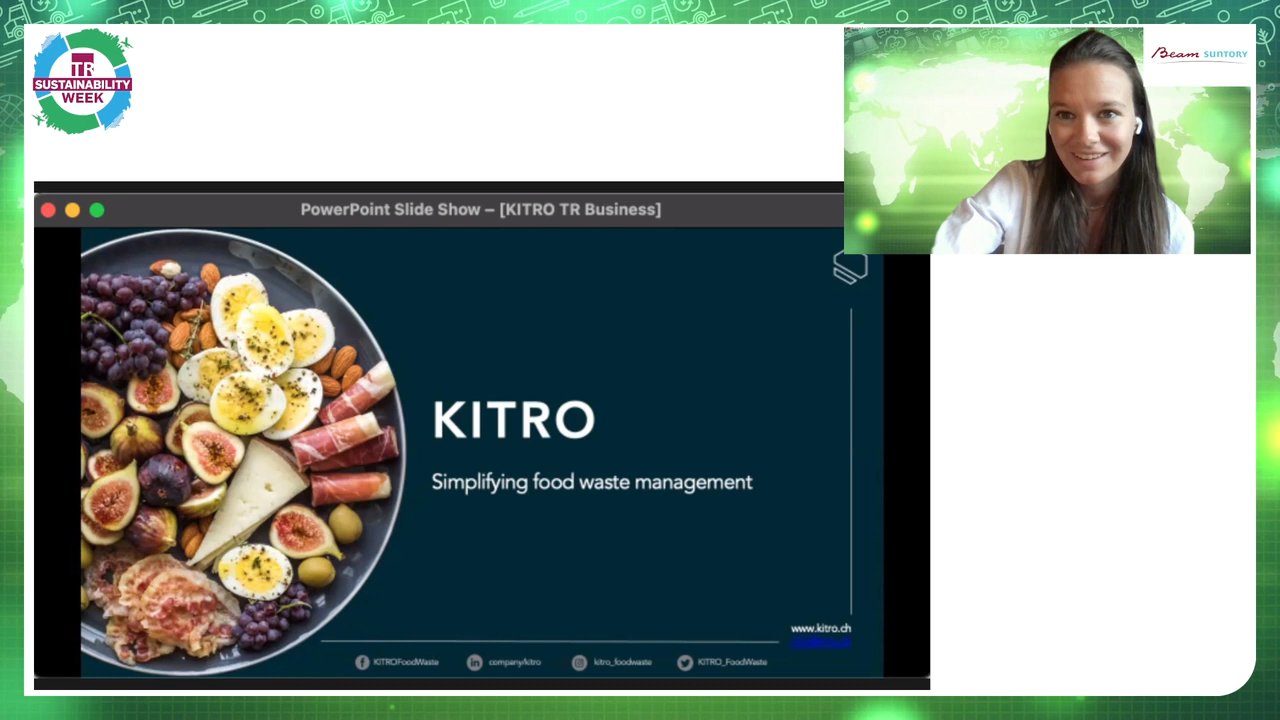 TR
SUSTAINABILITY
WEEK
Beam SUNTORY
PowerPoint Slide Show – [KITRO TR Business]
KITRO
Simplifying food waste management
www.kitro.ch
KITROFoodWaste
company/kitro
kitro_foodwaste
KITRO_FoodWaste